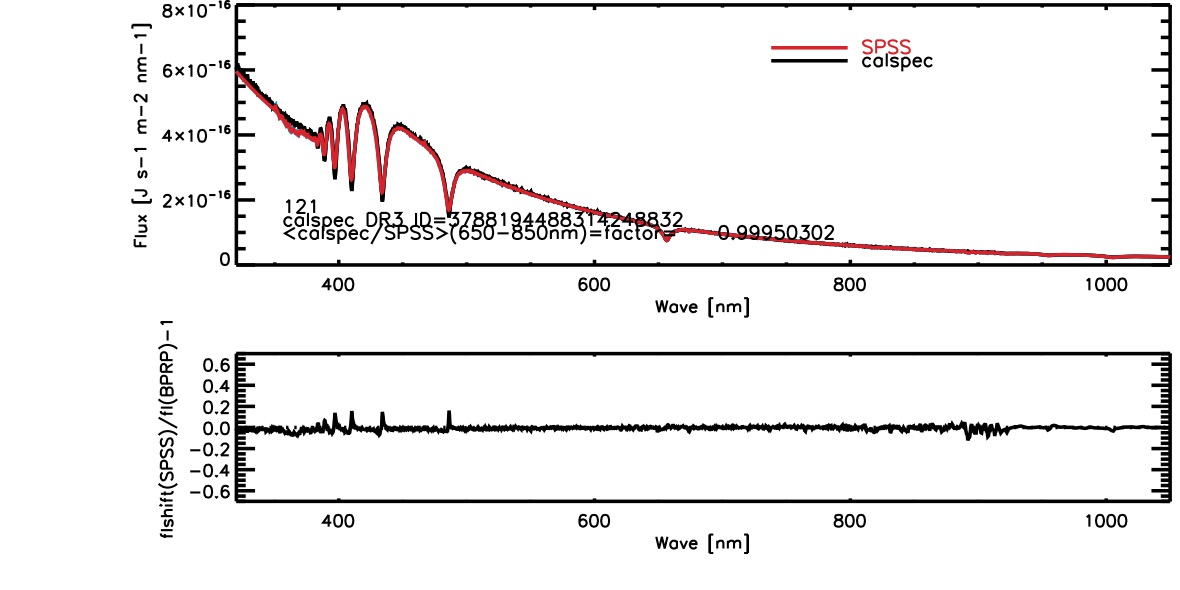 8×10−16
6×10−16
4×10−16
2×10−16
0
Flux [J s−1 m−2 nm−1]
SPSS
calspec
121
calspec DR3_ID=3788194488314248832
<calspec/SPSS>(650−850nm)=factor= 0.99950302
400 600 800 1000
Wave [nm]
flshift(SPSS)/fl(BPRP)−1
0.6
0.4
0.2
0.0
−0.2
−0.4
−0.6
400 600 800 1000
Wave [nm]